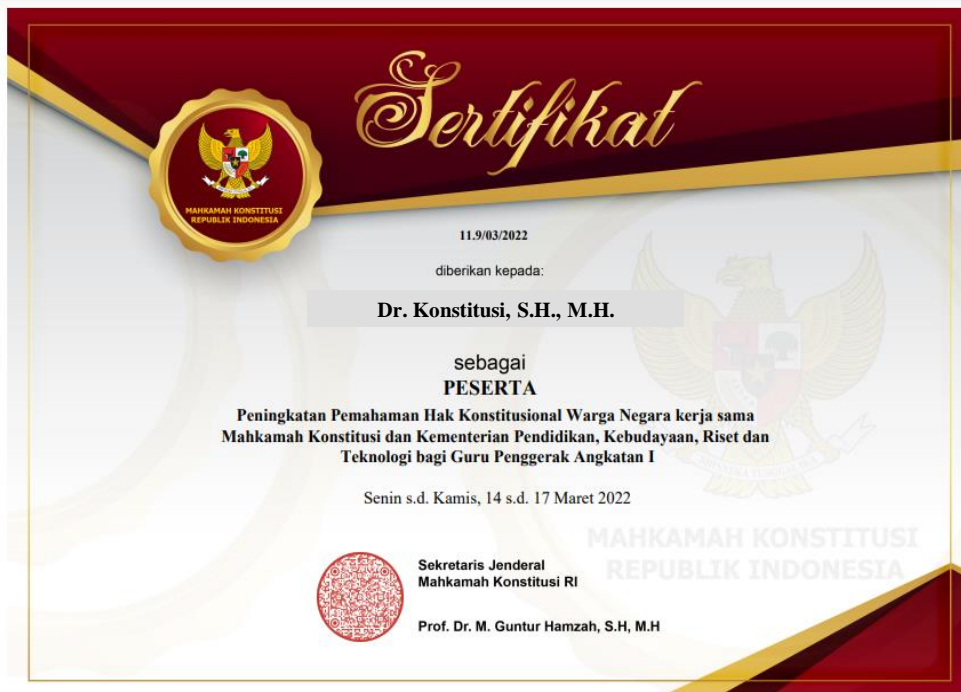 Sertifikat
MAHKAMAH KONSTITUSI
REPUBLIK INDONESIA
11.9/03/2022
diberikan kepada:
Dr. Konstitusi, S.H., M.H.
sebagai
PESERTA
Peningkatan Pemahaman Hak Konstitusional Warga Negara kerja sama
Mahkamah Konstitusi dan Kementerian Pendidikan, Kebudayaan, Riset dan
Teknologi bagi Guru Penggerak Angkatan I
Senin s.d. Kamis, 14 s.d. 17 Maret 2022
MAHKAMAH KONSTITUSI
REPUBLIK INDONESIA
Sekretaris Jenderal
Mahkamah Konstitusi RI
Prof. Dr. M. Guntur Hamzah, S.H, M.H